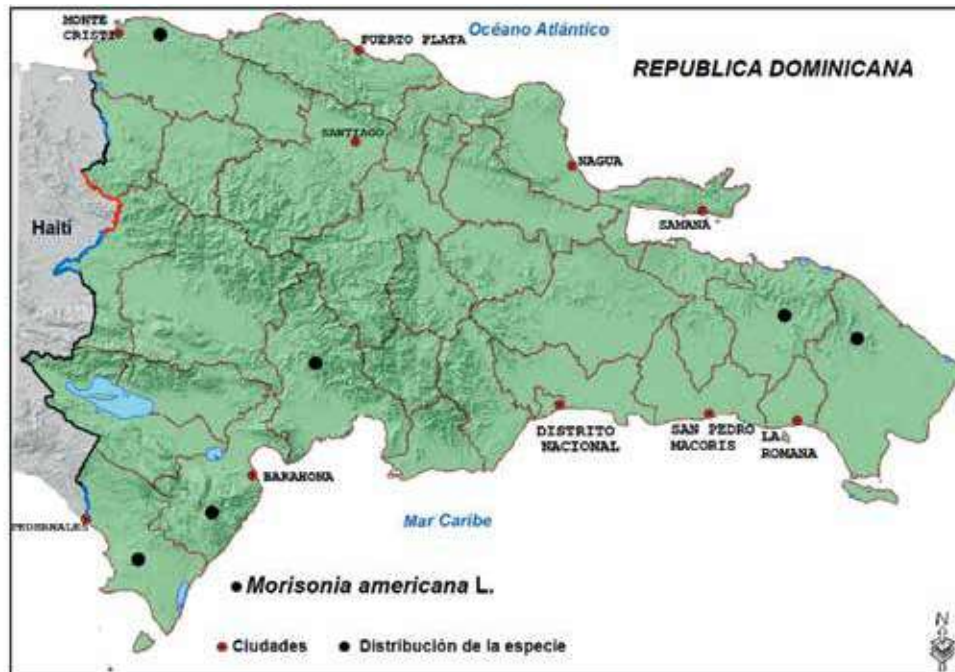 MONTE
CRISTI
PUERTO PLATA
Océano Atlántico
REPUBLICA DOMINICANA
SANTIAGO
NAGUA
SAMANÁ
Haití
DISTRITO
NACIONAL
SAN PEDRO
MACORIS
LA
ROMANA
BARAHONA
PEDERNALES
Mar Caribe
Morisonia americana L.
Ciudades
Distribución de la especie
N